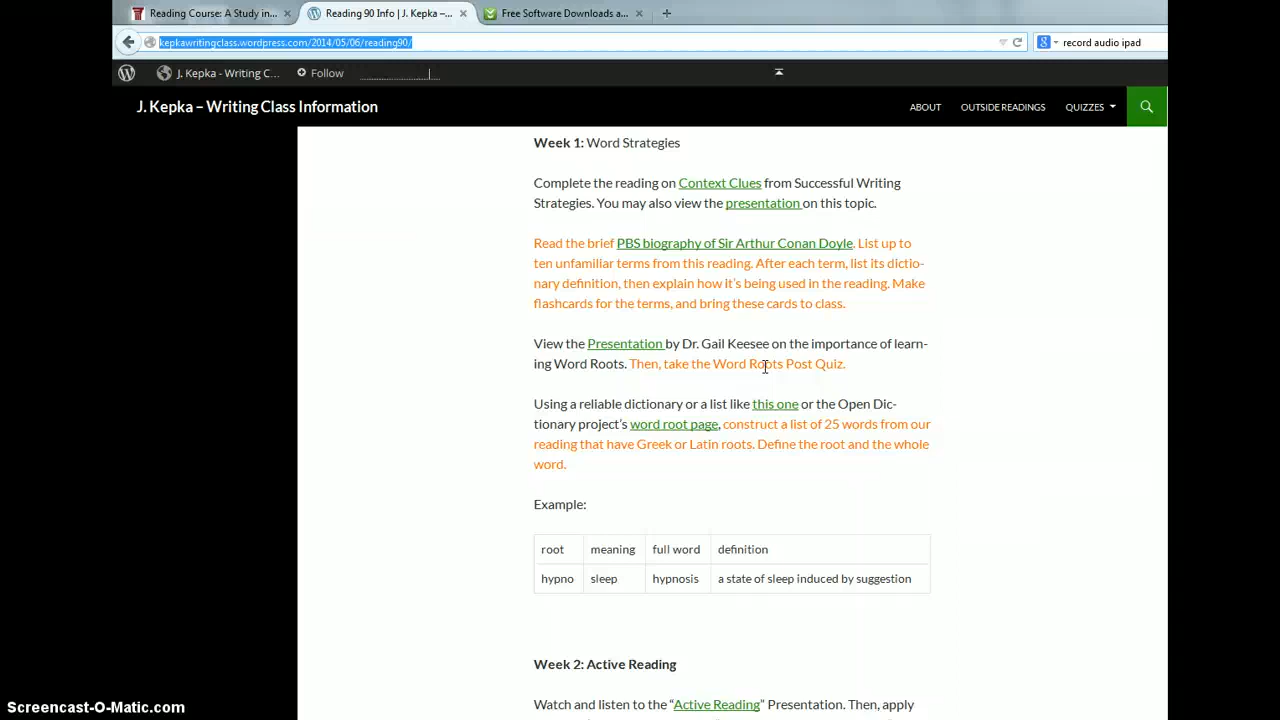 Reading Course: A Study in...
Reading 90 Info | J. Kepka –...
Free Software Downloads a...
kepkawritingclass.wordpress.com/2014/05/06/reading90/
record audio ipad
J. Kepka - Writing C...
Follow
J. Kepka – Writing Class Information
ABOUT
OUTSIDE READINGS
QUIZZES
Week 1: Word Strategies
Complete the reading on Context Clues from Successful Writing
Strategies. You may also view the presentation on this topic.
Read the brief PBS biography of Sir Arthur Conan Doyle. List up to
ten unfamiliar terms from this reading. After each term, list its dictio-
nary definition, then explain how it's being used in the reading. Make
flashcards for the terms, and bring these cards to class.
View the Presentation by Dr. Gail Keesee on the importance of learn-
ing Word Roots. Then, take the Word Roots Post Quiz.
Using a reliable dictionary or a list like this one or the Open Dic-
tionary project's word root page, construct a list of 25 words from our
reading that have Greek or Latin roots. Define the root and the whole
word.
Example:
root meaning full word definition
hypno sleep hypnosis a state of sleep induced by suggestion
Week 2: Active Reading
Watch and listen to the "Active Reading" Presentation. Then, apply
Screencast-O-Matic.com